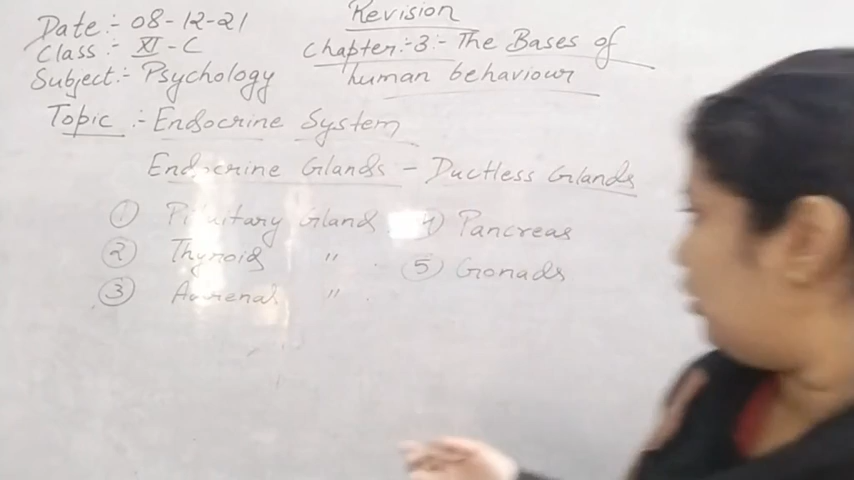 Date :- 08-12-21
Class :- XI-C
Subject:- Psychology
Revision
Chapter:-3:- The Bases of
human behaviour
Topic :- Endocrine System
Endocrine Glands - Ductless Glands
① Pituitary Gland
② Thyroid "
③ Adrenal "
④ Pancreas
⑤ Gonads